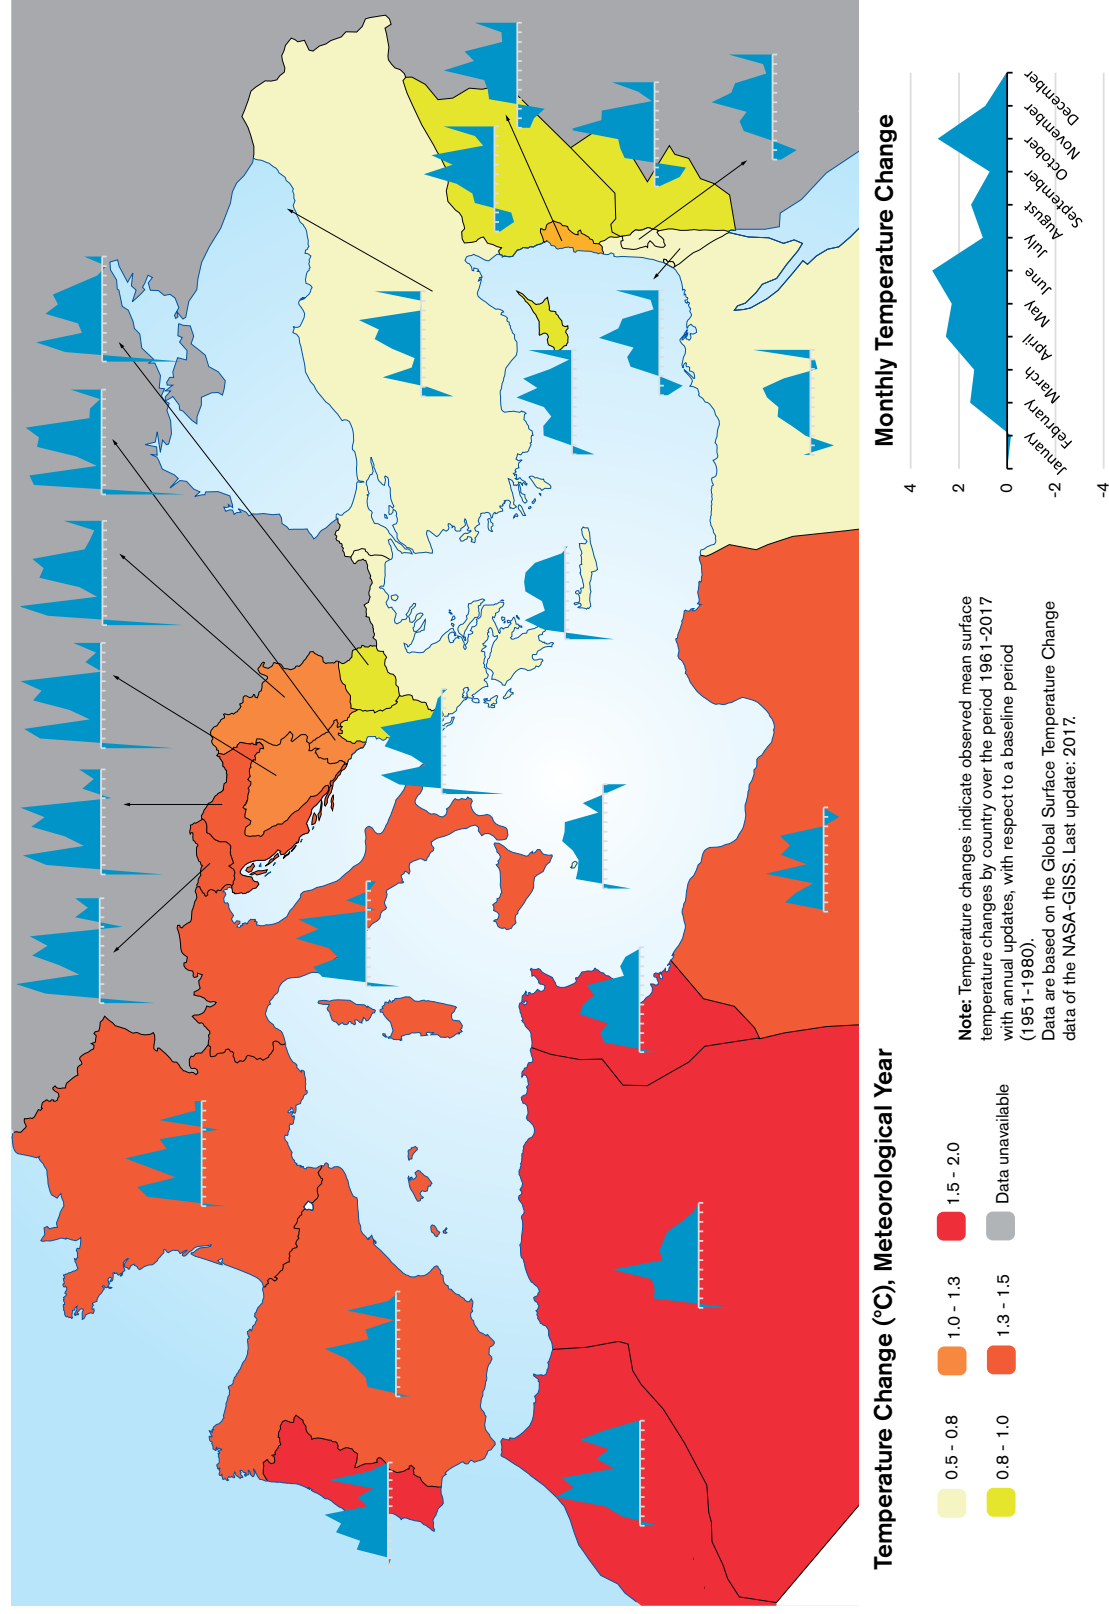 Temperature Change (°C), Meteorological Year
0.5 - 0.8
0.8 - 1.0
1.0 - 1.3
1.3 - 1.5
1.5 - 2.0
Data unavailable
Note: Temperature changes indicate observed mean surface
temperature changes by country over the period 1961-2017
with annual updates, with respect to a baseline period
(1951-1980).
Data are based on the Global Surface Temperature Change
data of the NASA-GISS. Last update: 2017.
Monthly Temperature Change
4
2
0
-2
-4
January
February
March
April
May
June
July
August
September
October
November
December